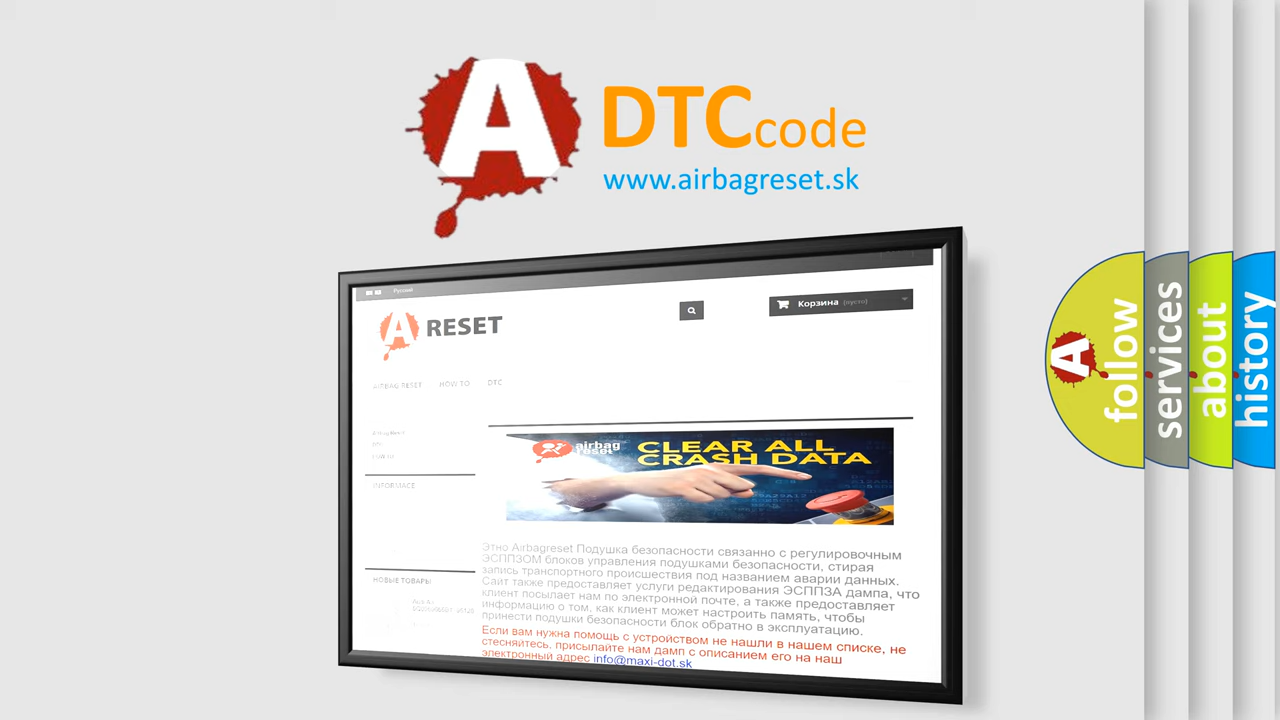 A
DTC code
www.airbagreset.sk
Русский
A RESET
Корзина (пусто)
AIRBAG RESET HOW TO DTC
INFORMACE
airbag
reset
CLEAR ALL
CRASH DATA
Этно Airbagreset Подушка безопасности связанно с регулировочным
ЭСППЗОМ блоков управления подушками безопасности, стирая
запись транспортного происшествия под названием аварии данных.
Сайт также предоставляет услуги редактирования ЭСППЗА дампа, что
клиент посылает нам по электронной почте, а также предоставляет
информацию о том, как клиент может настроить память, чтобы
принести подушки безопасности блок обратно в эксплуатацию.
Если вам нужна помощь с устройством не нашли в нашем списке, не
стесняйтесь, присылайте нам дамп с описанием его на наш
электронный адрес info@maxi-dot.sk
НОВЫЕ ТОВАРЫ
A
follow
services
about
history